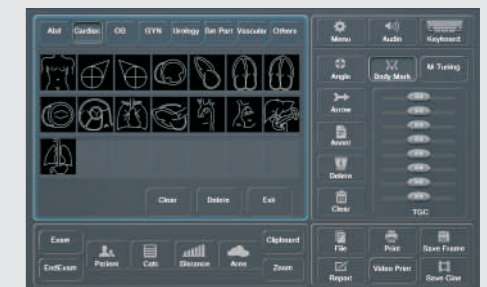 Abd Cardiac OB GYN Urology Sm Part Vascular Others
Menu Audio Keyboard
Angle Body Mark M Tuning
Arrow
Annot
Delete
Clear
TGC
Clear Delete Exit
Exam Clipboard
Patient Calc Distance Area
EndExam Zoom
File Print Save Frame
Report Video Print Save Cine